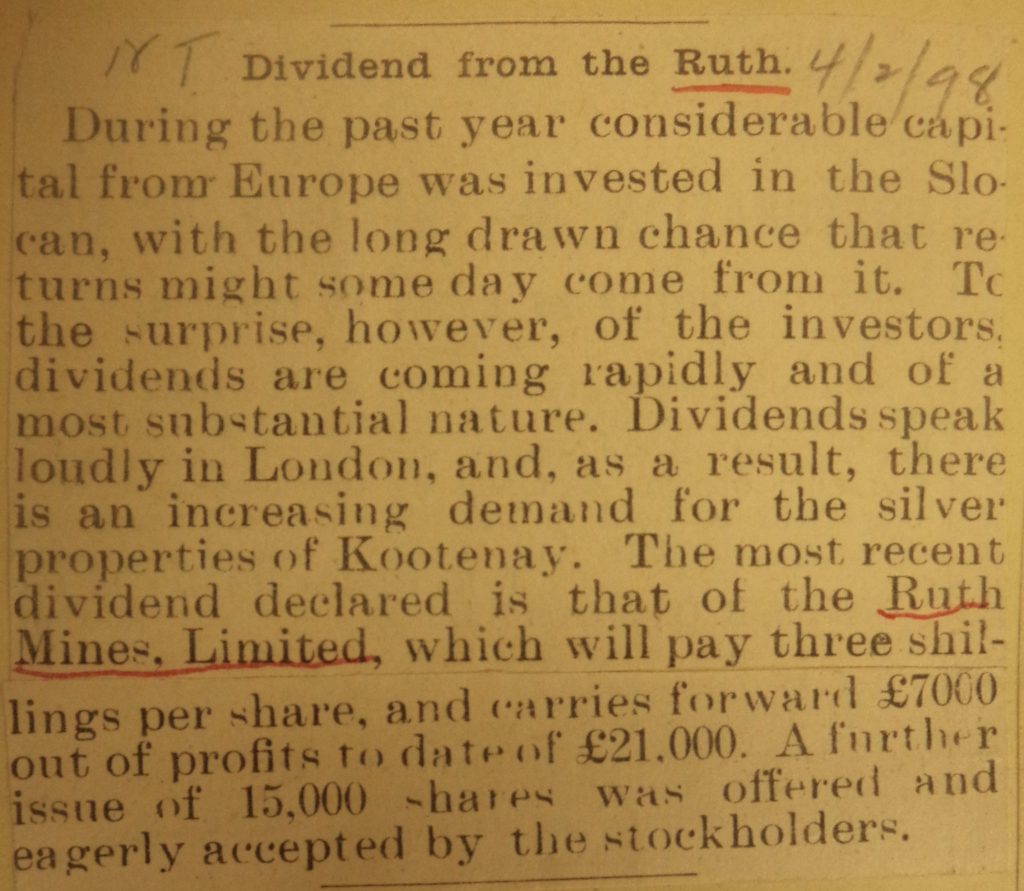 Dividend from the Ruth. 4/2/98
During the past year considerable capi-
tal from Europe was invested in the Slo-
can, with the long drawn chance that re-
turns might some day come from it. To
the surprise, however, of the investors,
dividends are coming rapidly and of a
most substantial nature. Dividends speak
loudly in London, and, as a result, there
is an increasing demand for the silver
properties of Kootenay. The most recent
dividend declared is that of the Ruth
Mines, Limited, which will pay three shil-
lings per share, and carries forward £7000
out of profits to date of £21,000. A further
issue of 15,000 shares was offered and
eagerly accepted by the stockholders.